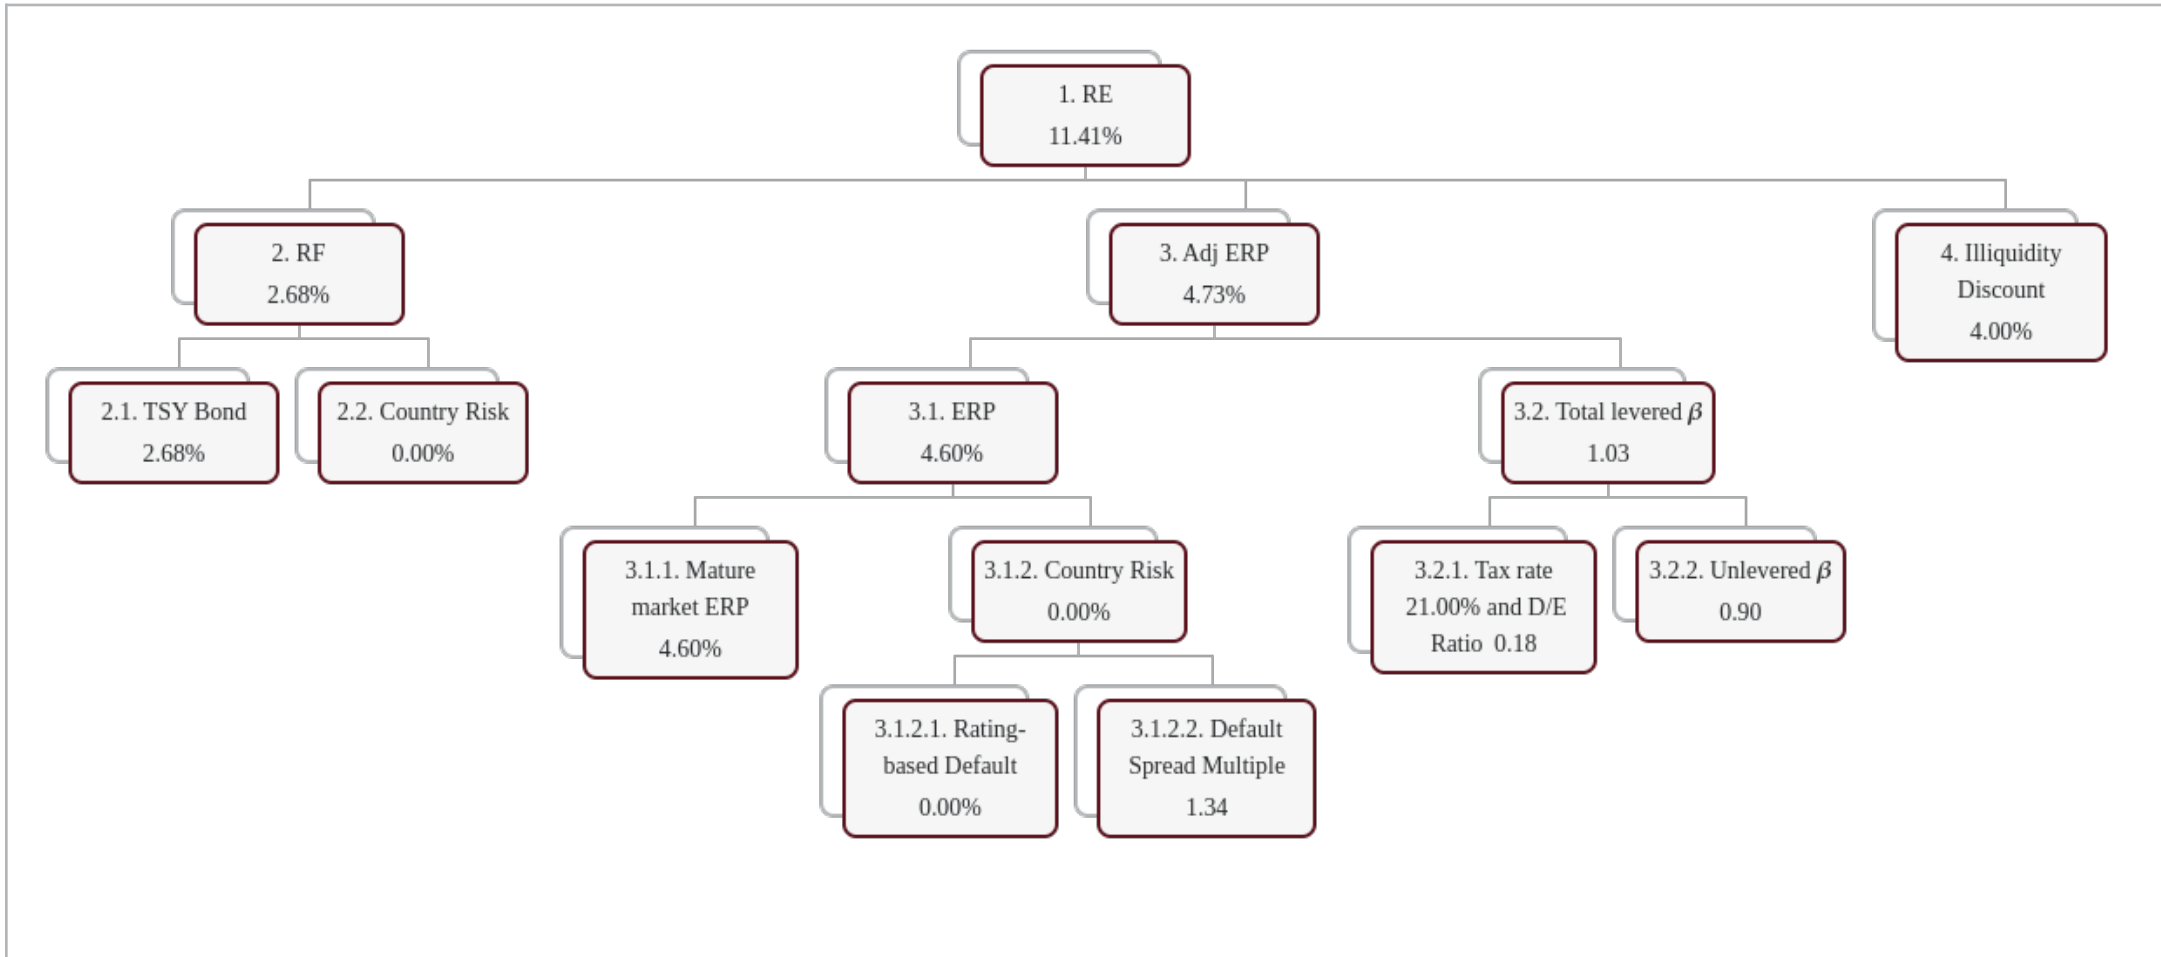 1. RE
11.41%
2. RF
2.68%
3. Adj ERP
4.73%
4. Illiquidity
Discount
4.00%
2.1. TSY Bond
2.68%
2.2. Country Risk
0.00%
3.1. ERP
4.60%
3.2. Total levered β
1.03
3.1.1. Mature
market ERP
4.60%
3.1.2. Country Risk
0.00%
3.2.1. Tax rate
21.00% and D/E
Ratio 0.18
3.2.2. Unlevered β
0.90
3.1.2.1. Rating-
based Default
0.00%
3.1.2.2. Default
Spread Multiple
1.34